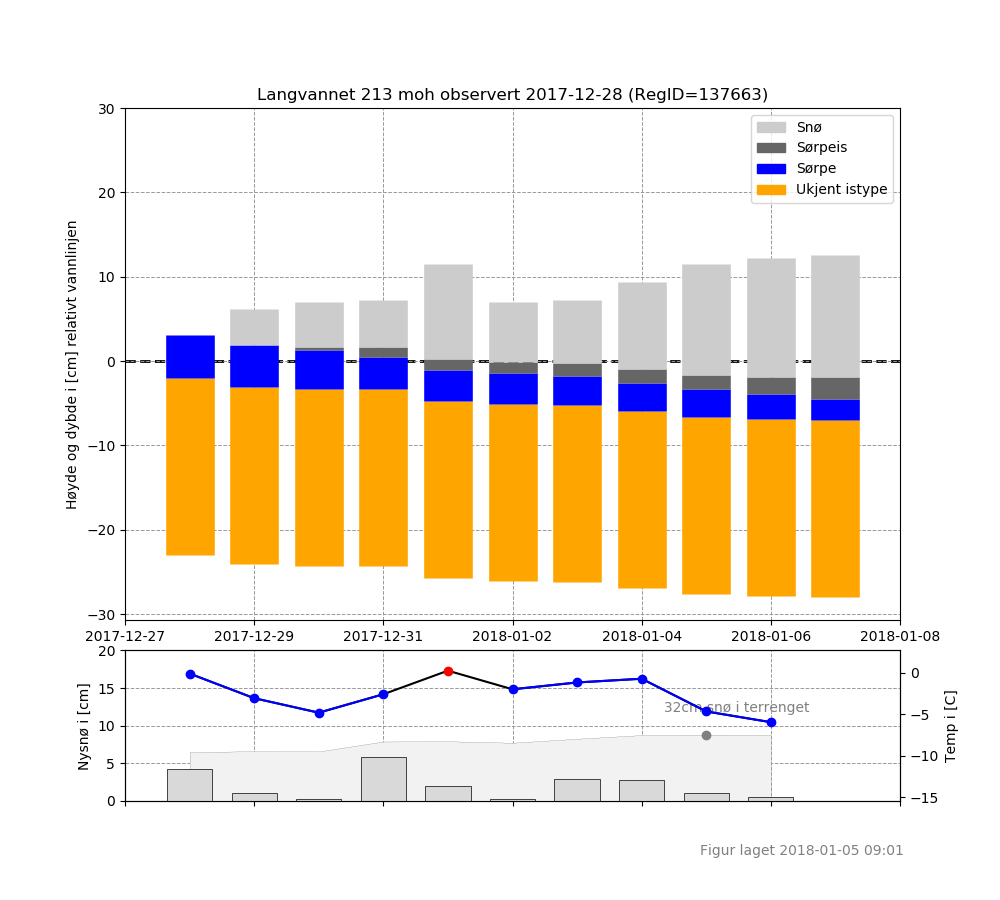 Langvannet 213 moh observert 2017-12-28 (RegID=137663)
Høyde og dybde i [cm] relativt vannlinjen
30
20
10
0
−10
−20
−30
Snø
Sørpeis
Sørpe
Ukjent istype
2017-12-27 2017-12-29 2017-12-31 2018-01-02 2018-01-04 2018-01-06 2018-01-08
Nysnø i [cm]
20
15
10
5
0
32cm snø i terrenget
0
−5
−10
−15
Temp i [C]
Figur laget 2018-01-05 09:01